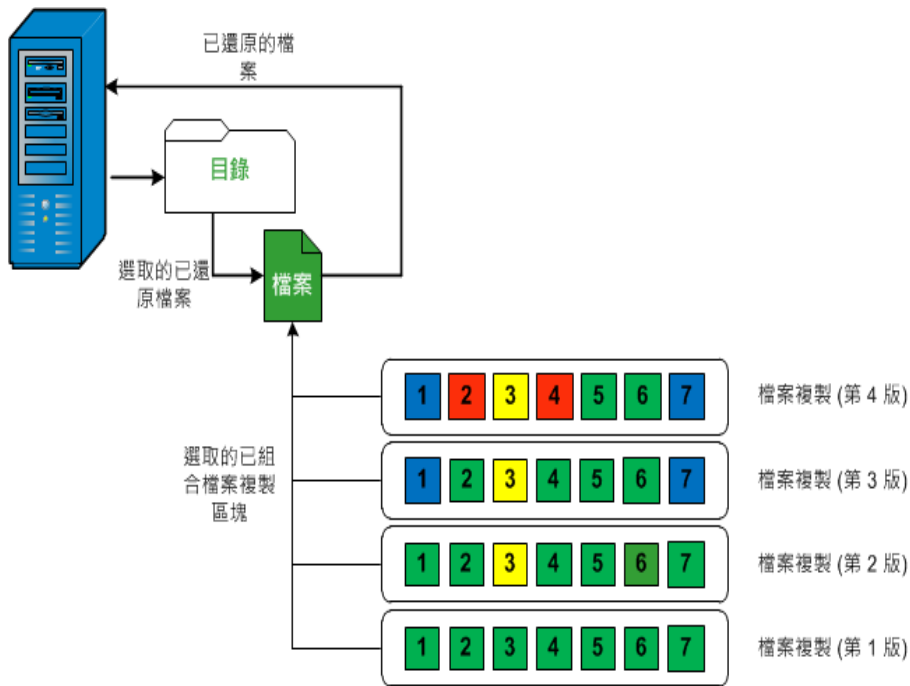 已還原的檔
案
目錄
選取的已還
原檔案
檔案
選取的已組
合檔案複製
區塊
1 2 3 4 5 6 7
檔案複製 (第 4 版)
1 2 3 4 5 6 7
檔案複製 (第 3 版)
1 2 3 4 5 6 7
檔案複製 (第 2 版)
1 2 3 4 5 6 7
檔案複製 (第 1 版)